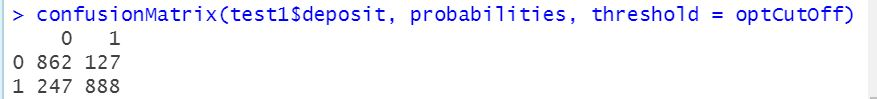 > confusionMatrix(test1$deposit, probabilities, threshold = optCutOff)
0 1
0 862 127
1 247 888